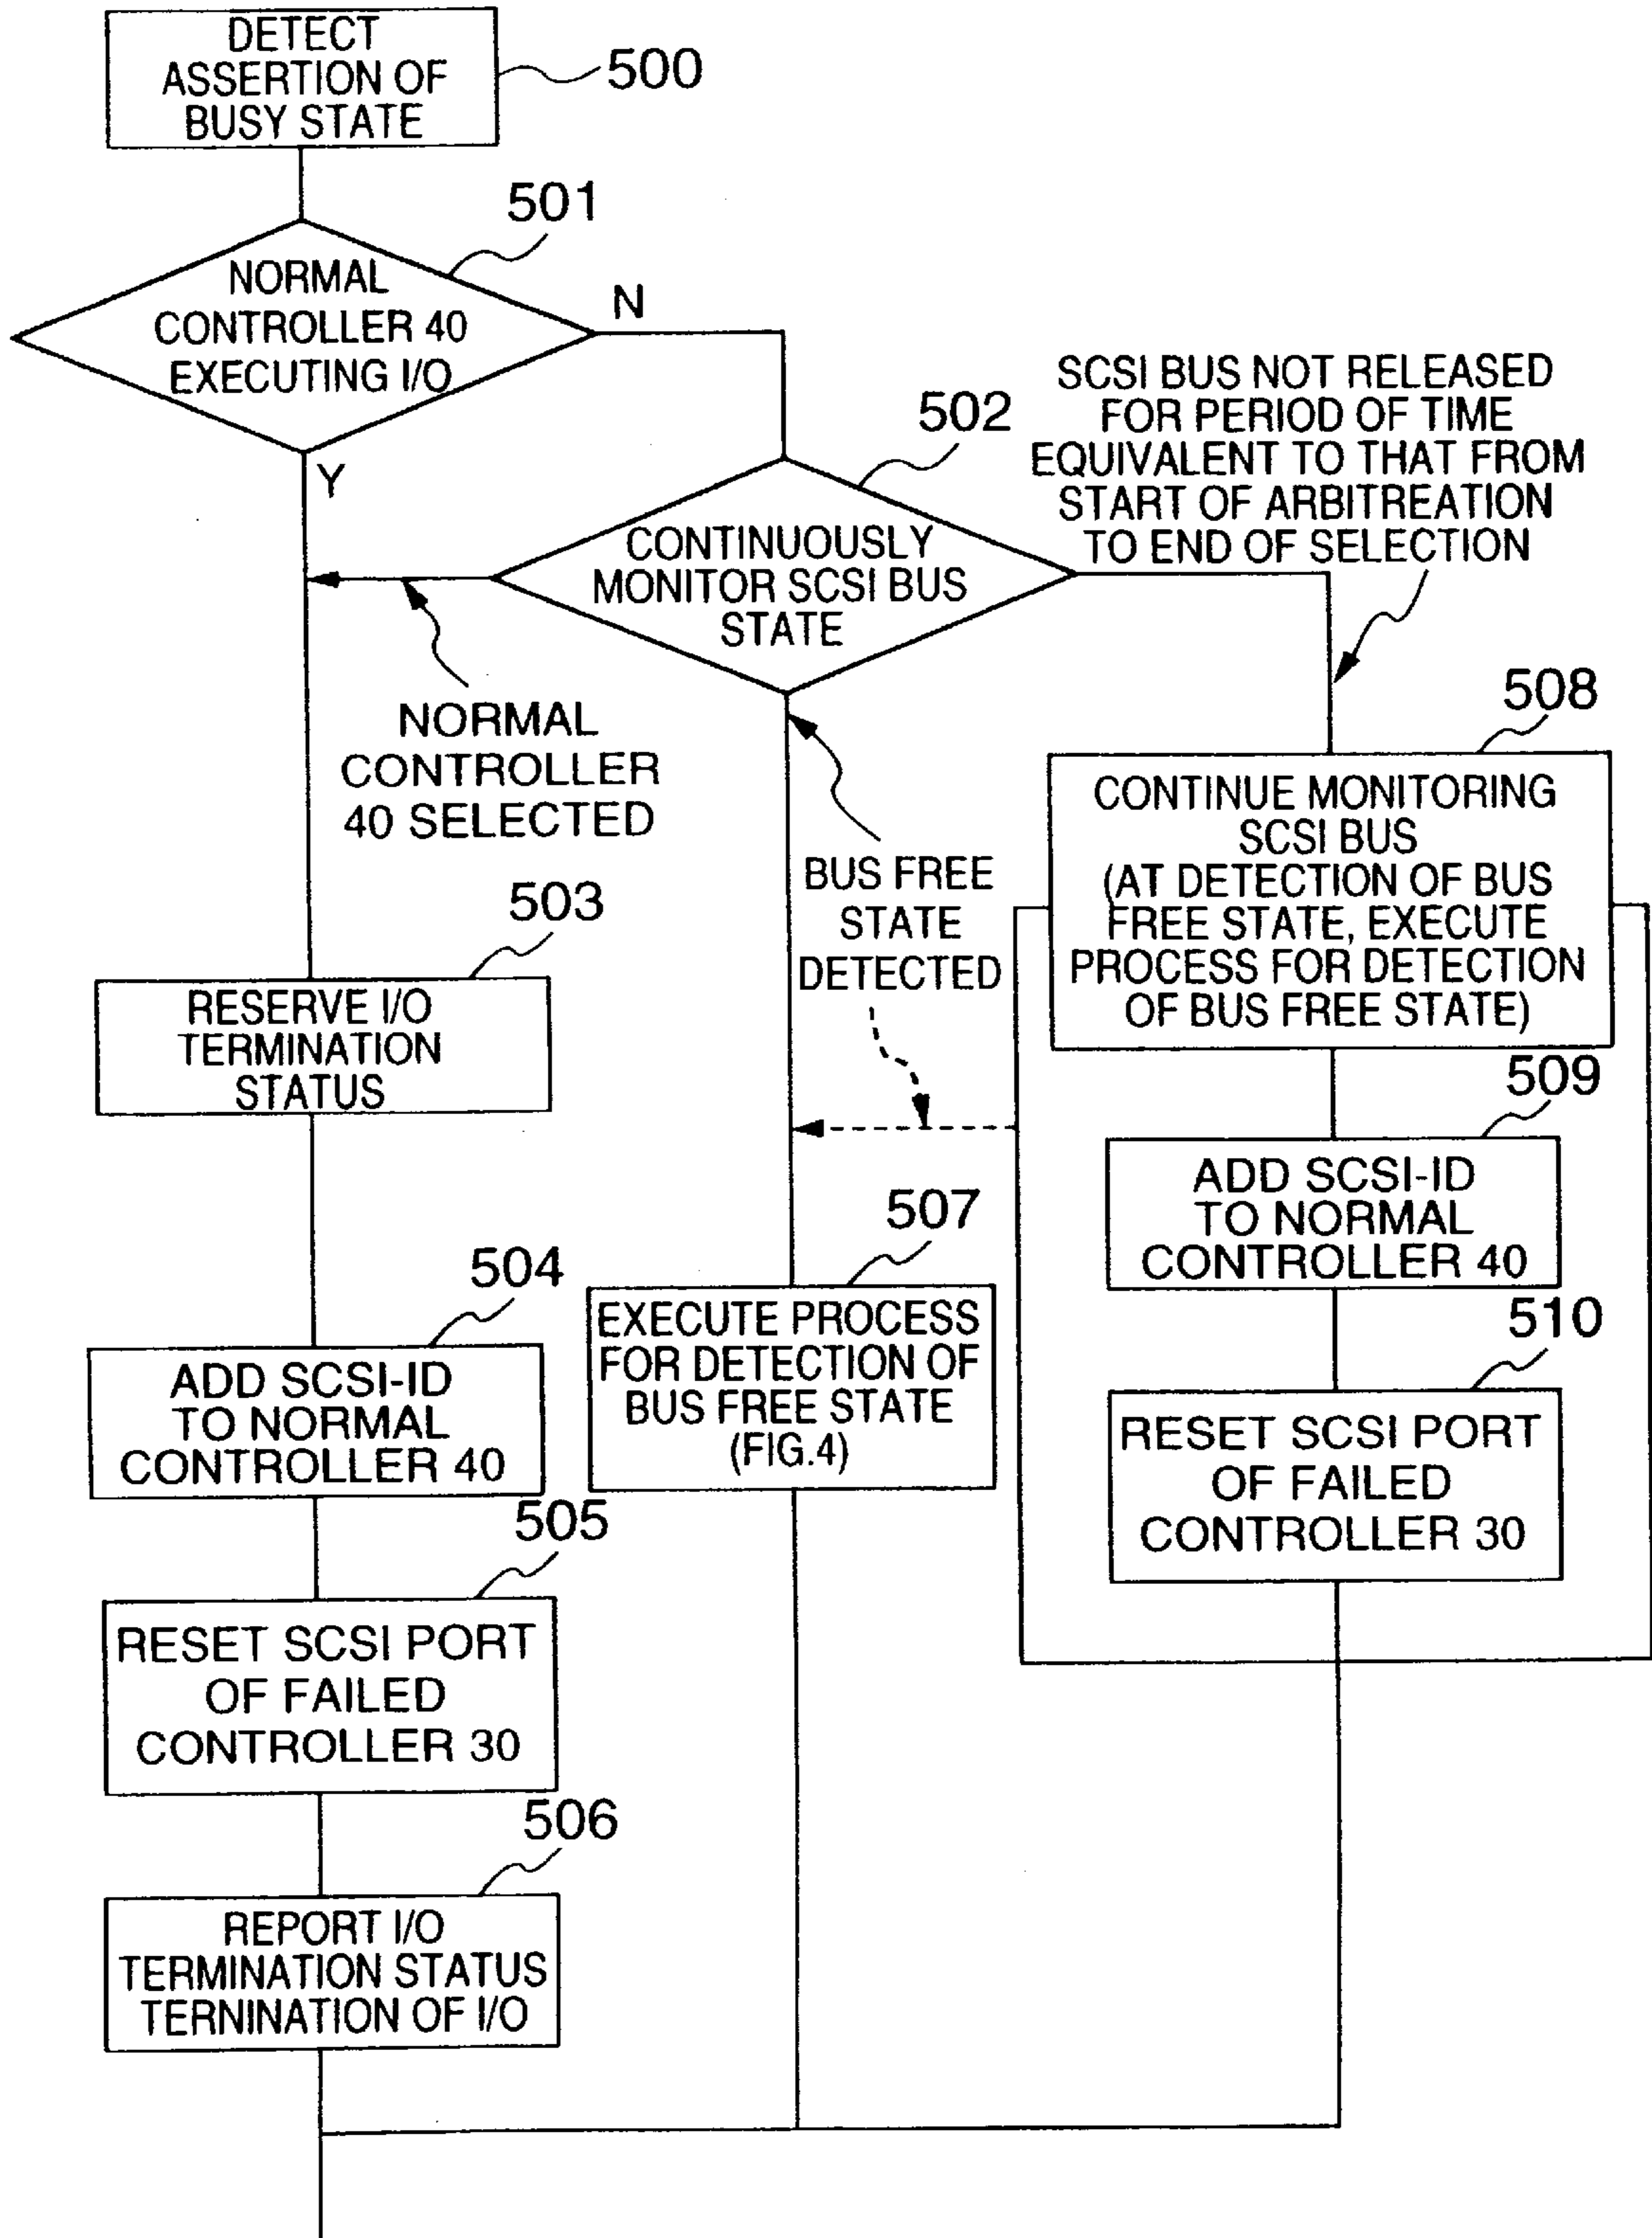 DETECT
ASSERTION OF
BUSY STATE
500
501
NORMAL
CONTROLLER 40
EXECUTING I/O
N
Y
502
CONTINUOUSLY
MONITOR SCSI BUS
STATE
SCSI BUS NOT RELEASED
FOR PERIOD OF TIME
EQUIVALENT TO THAT FROM
START OF ARBITREATION
TO END OF SELECTION
NORMAL
CONTROLLER
40 SELECTED
BUS FREE
STATE
DETECTED
508
CONTINUE MONITORING
SCSI BUS
(AT DETECTION OF BUS
FREE STATE, EXECUTE
PROCESS FOR DETECTION
OF BUS FREE STATE)
503
RESERVE I/O
TERMINATION
STATUS
509
ADD SCSI-ID
TO NORMAL
CONTROLLER 40
504
ADD SCSI-ID
TO NORMAL
CONTROLLER 40
507
EXECUTE PROCESS
FOR DETECTION OF
BUS FREE STATE
(FIG.4)
510
RESET SCSI PORT
OF FAILED
CONTROLLER 30
505
RESET SCSI PORT
OF FAILED
CONTROLLER 30
506
REPORT I/O
TERMINATION STATUS
TERNINATION OF I/O